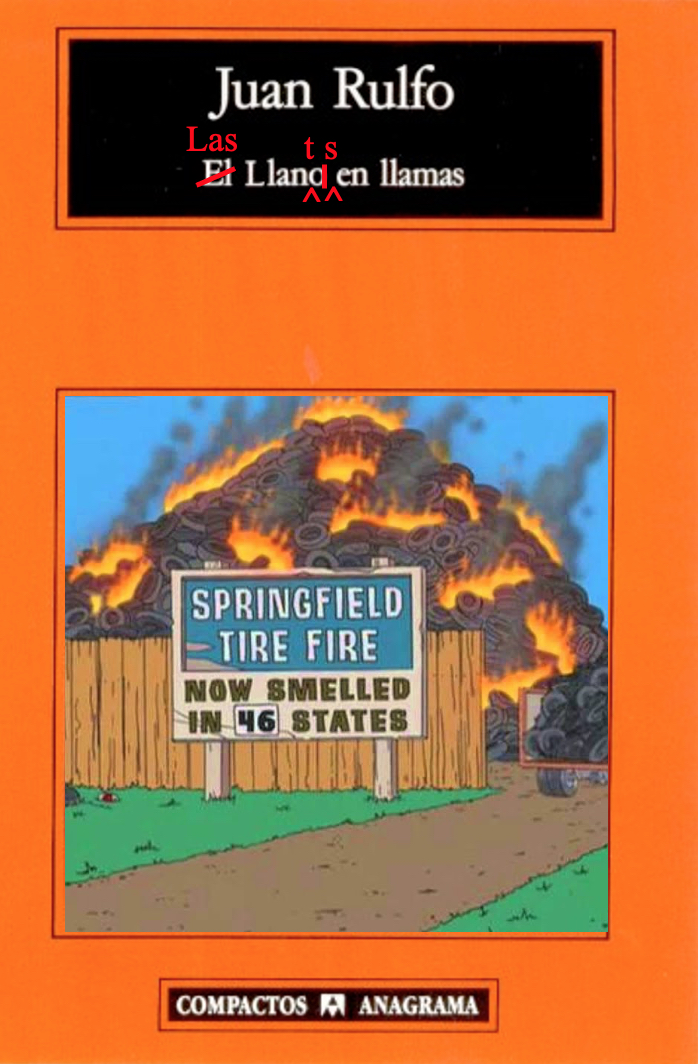 Juan Rulfo
Las
t s
El Llano en llamas
^^
SPRINGFIELD
TIRE FIRE
NOW SMELLED
IN 46 STATES
COMPACTOS ANAGRAMA